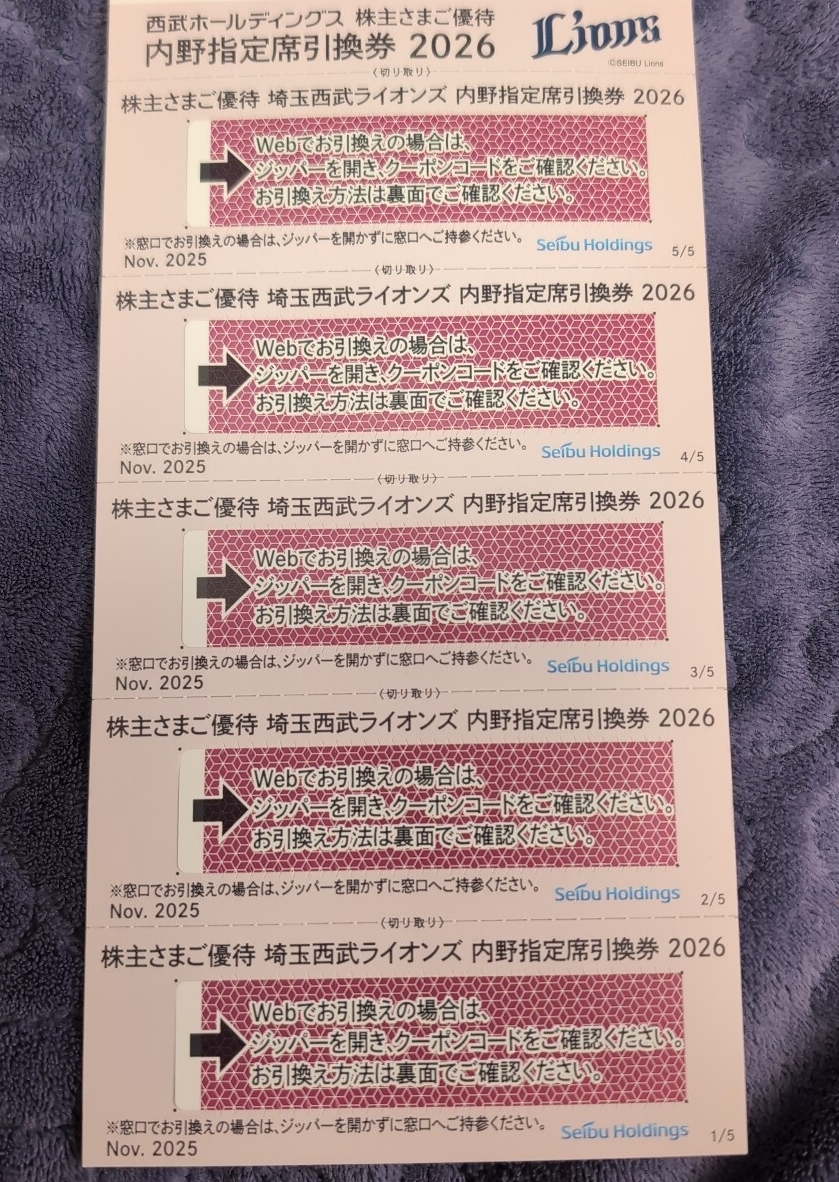 西武ホールディングス 株主さまご優待
内野指定席引換券 2026
Lions
©SEIBU Lions
〈切り取り〉
株主さまご優待 埼玉西武ライオンズ 内野指定席引換券 2026
Webでお引換えの場合は、
ジッパーを開き、クーポンコードをご確認ください。
お引換え方法は裏面でご確認ください。
※窓口でお引換えの場合は、ジッパーを開かずに窓口へご持参ください。
Seibu Holdings
5/5
Nov. 2025
〈切り取り〉
株主さまご優待 埼玉西武ライオンズ 内野指定席引換券 2026
Webでお引換えの場合は、
ジッパーを開き、クーポンコードをご確認ください。
お引換え方法は裏面でご確認ください。
※窓口でお引換えの場合は、ジッパーを開かずに窓口へご持参ください。
Seibu Holdings
4/5
Nov. 2025
〈切り取り〉
株主さまご優待 埼玉西武ライオンズ 内野指定席引換券 2026
Webでお引換えの場合は、
ジッパーを開き、クーポンコードをご確認ください。
お引換え方法は裏面でご確認ください。
※窓口でお引換えの場合は、ジッパーを開かずに窓口へご持参ください。
Seibu Holdings
3/5
Nov. 2025
〈切り取り〉
株主さまご優待 埼玉西武ライオンズ 内野指定席引換券 2026
Webでお引換えの場合は、
ジッパーを開き、クーポンコードをご確認ください。
お引換え方法は裏面でご確認ください。
※窓口でお引換えの場合は、ジッパーを開かずに窓口へご持参ください。
Seibu Holdings
2/5
Nov. 2025
〈切り取り〉
株主さまご優待 埼玉西武ライオンズ 内野指定席引換券 2026
Webでお引換えの場合は、
ジッパーを開き、クーポンコードをご確認ください。
お引換え方法は裏面でご確認ください。
※窓口でお引換えの場合は、ジッパーを開かずに窓口へご持参ください。
Seibu Holdings
1/5
Nov. 2025